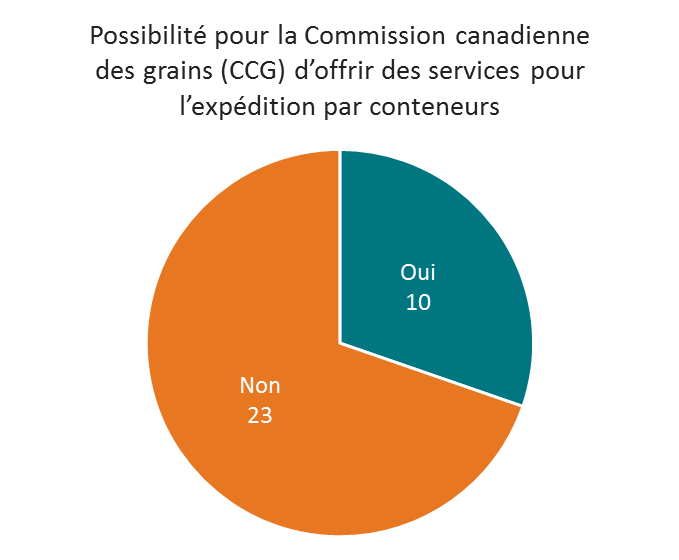 Possibilité pour la Commission canadienne
des grains (CCG) d’offrir des services pour
l’expédition par conteneurs
Oui
10
Non
23